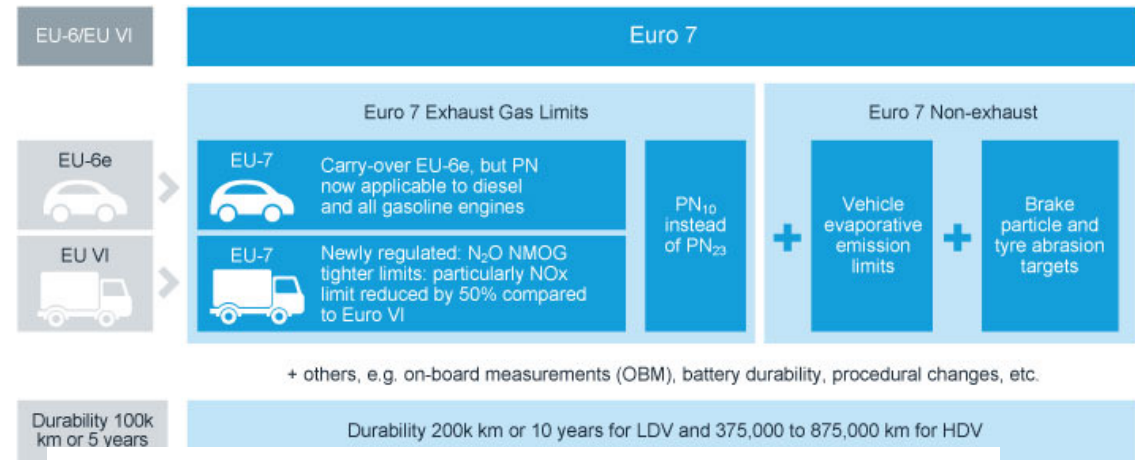 EU-6/EU VI
Euro 7
Euro 7 Exhaust Gas Limits
Euro 7 Non-exhaust
EU-6e
EU-7
Carry-over EU-6e, but PN
now applicable to diesel
and all gasoline engines
EU VI
EU-7
Newly regulated: N₂O NMOG
tighter limits: particularly NOx
limit reduced by 50% compared
to Euro VI
PN₁₀
instead
of PN₂₃
+
Vehicle
evaporative
emission
limits
+
Brake
particle and
tyre abrasion
targets
+ others, e.g. on-board measurements (OBM), battery durability, procedural changes, etc.
Durability 100k
km or 5 years
Durability 200k km or 10 years for LDV and 375,000 to 875,000 km for HDV